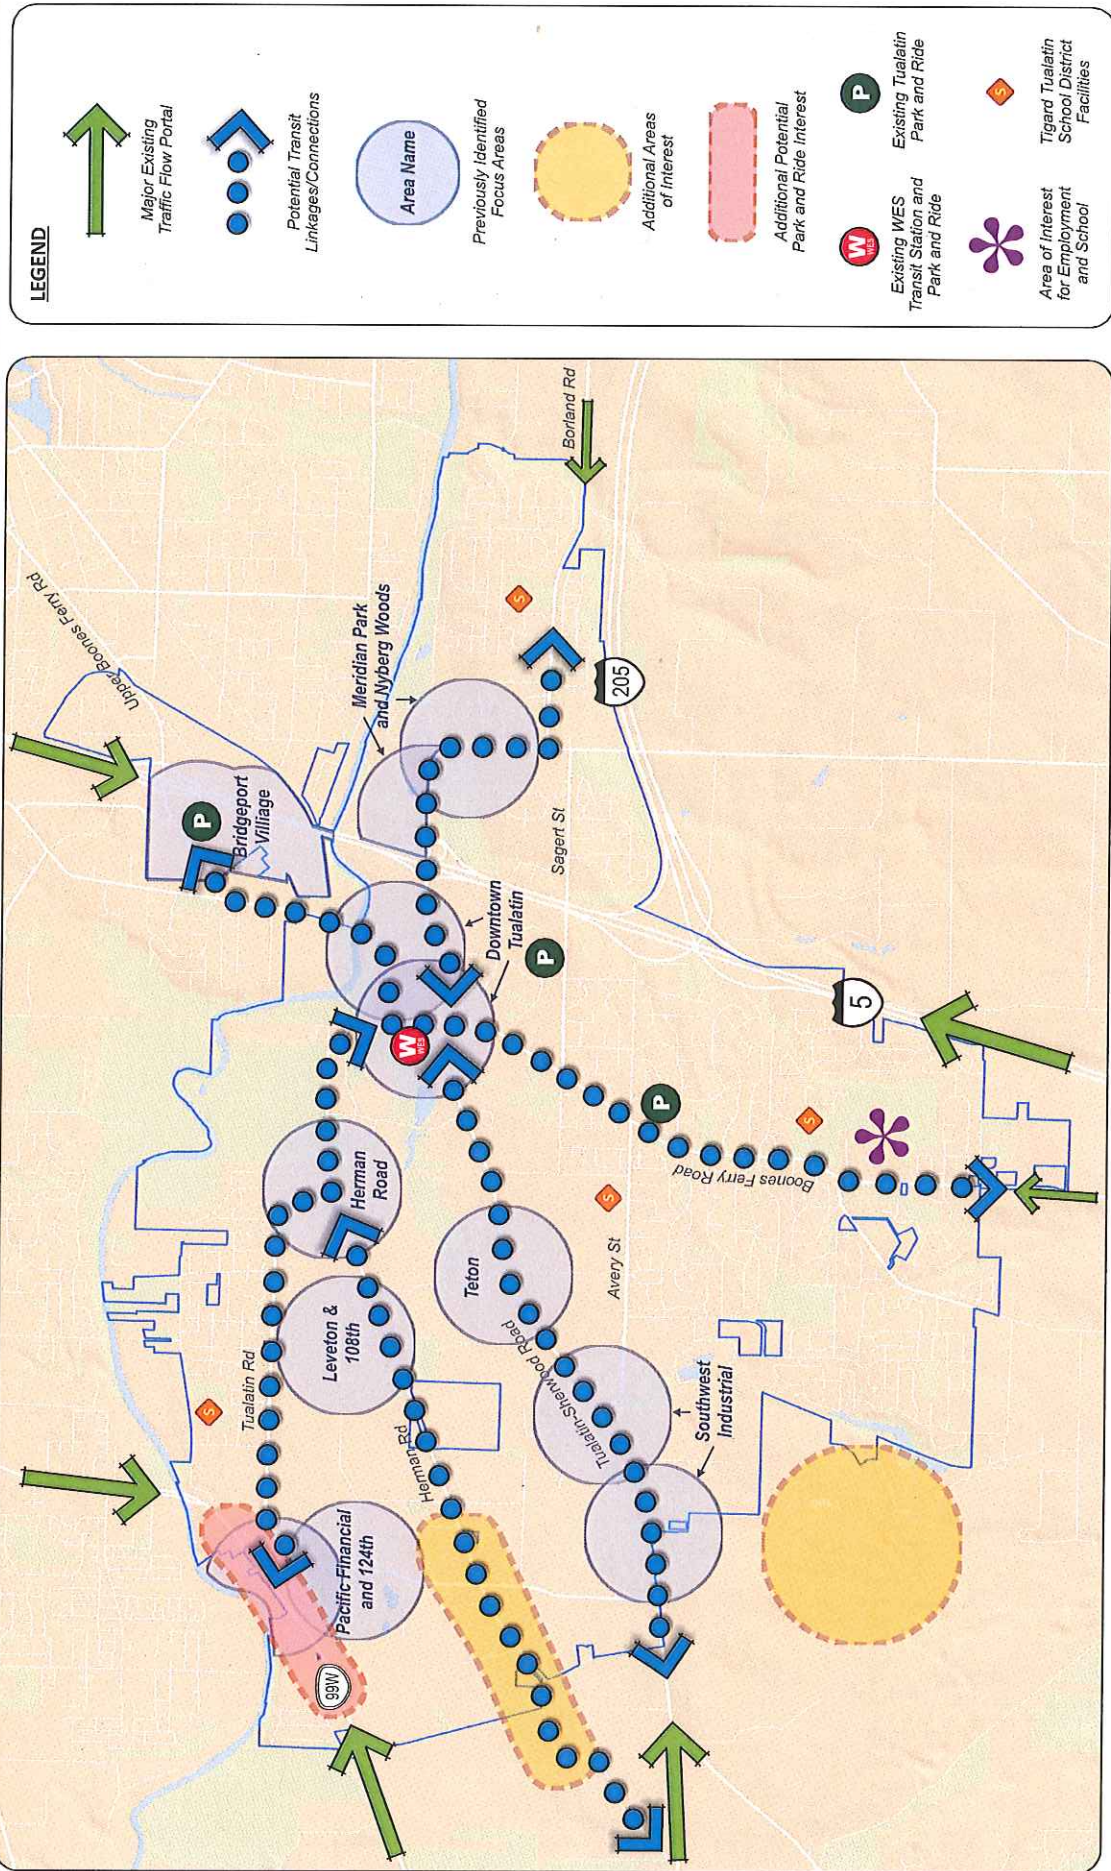 LEGEND
Major Existing
Traffic Flow Portal
Potential Transit
Linkages/Connections
Area Name
Previously Identified
Focus Areas
Additional Areas
of Interest
Additional Potential
Park and Ride Interest
W
WES
Existing WES
Transit Station and
Park and Ride
P
Existing Tualatin
Park and Ride
Area of Interest
for Employment
and School
S
Tigard Tualatin
School District
Facilities
Upper Boones Ferry Rd
P
Bridgeport
Villiage
Meridian Park
and Nyberg Woods
Borland Rd
S
205
Sagert St
Downtown
Tualatin
P
W
WES
5
P
S
Boones Ferry Road
Herman
Road
S
Avery St
Teton
Leveton &
108th
Tualatin Rd
S
Herman Rd
Tualatin-Sherwood Road
Southwest
Industrial
Pacific Financial
and 124th
99W